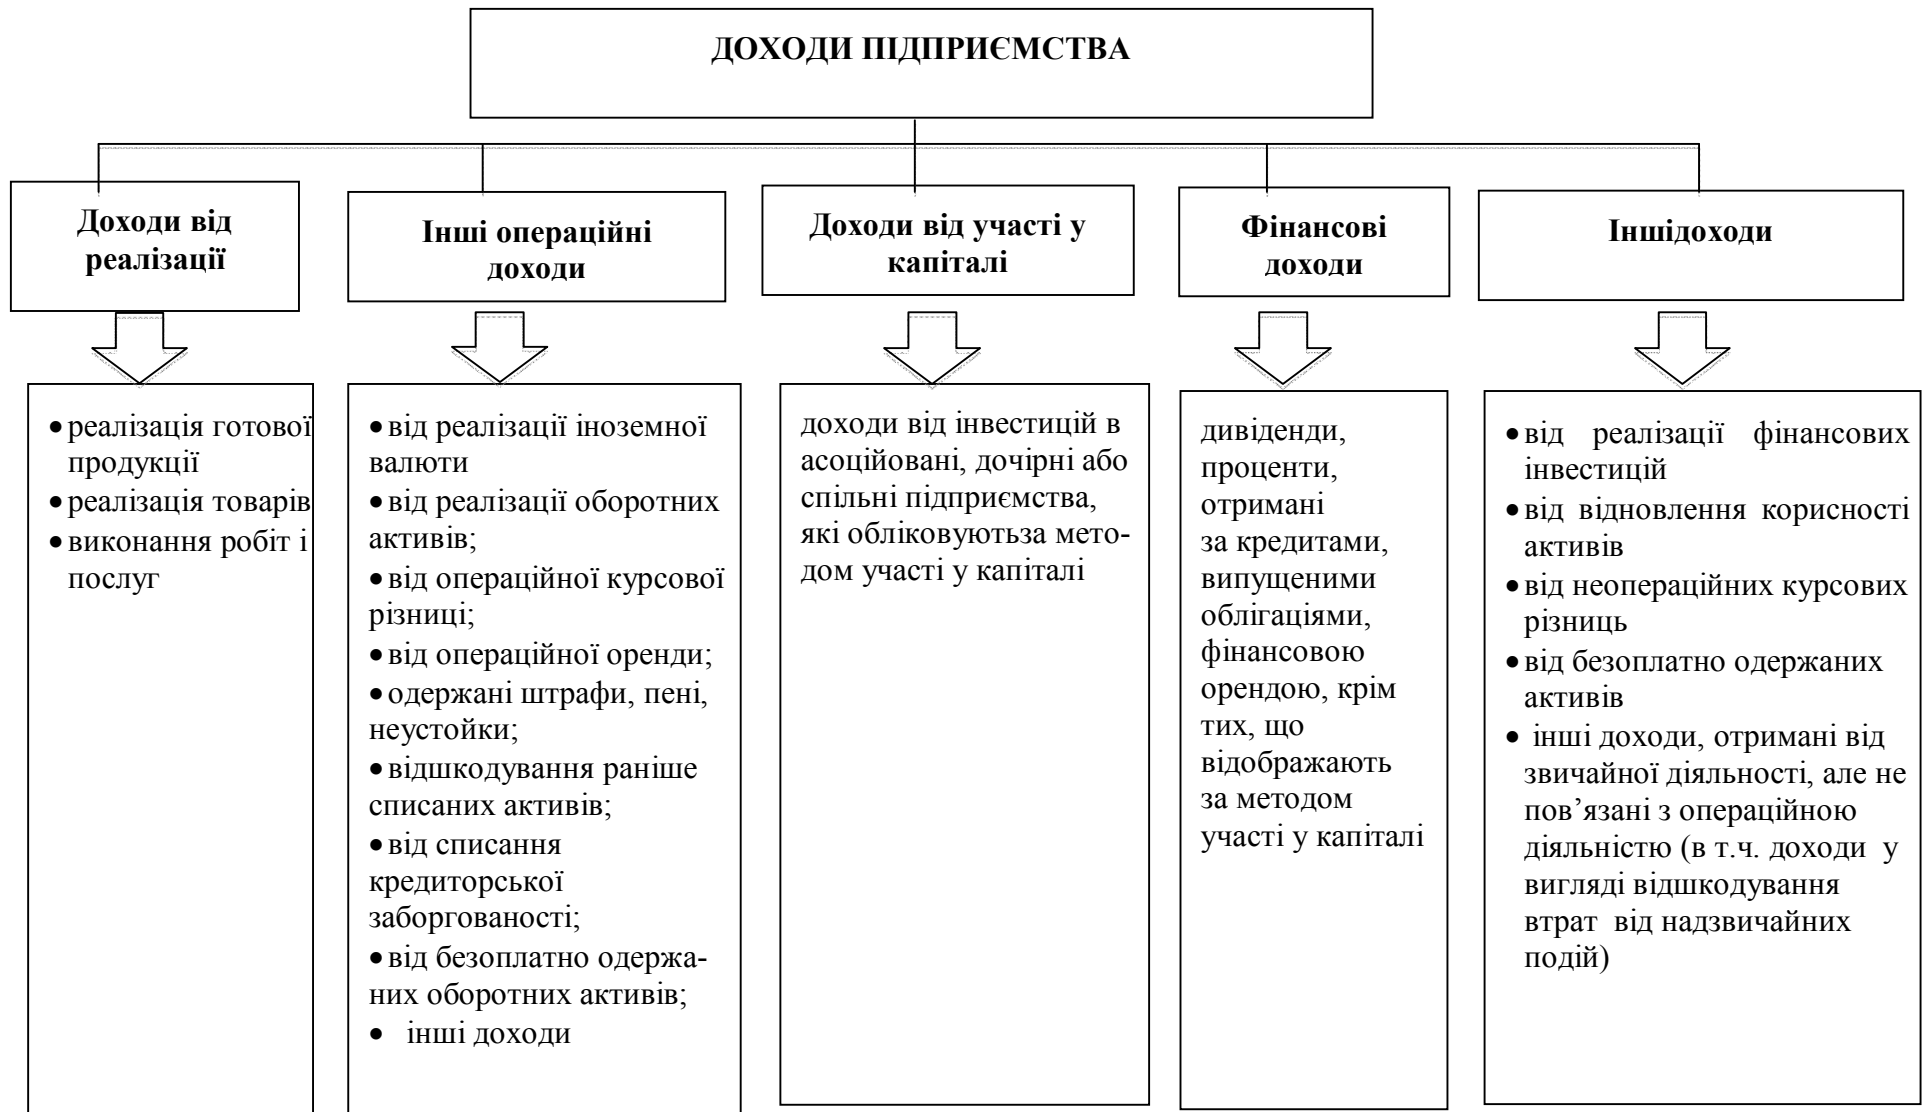 ДОХОДИ ПІДПРИЄМСТВА
Доходи від
реалізації
Інші операційні
доходи
Доходи від участі у
капіталі
Фінансові
доходи
Іншідоходи
• реалізація готової
продукції
• реалізація товарів
• виконання робіт і
послуг
• від реалізації іноземної
валюти
• від реалізації оборотних
активів;
• від операційної курсової
різниці;
• від операційної оренди;
• одержані штрафи, пені,
неустойки;
• відшкодування раніше
списаних активів;
• від списання
кредиторської
заборгованості;
• від безоплатно одержа-
них оборотних активів;
• інші доходи
доходи від інвестицій в
асоційовані, дочірні або
спільні підприємства,
які обліковуютьза мето-
дом участі у капіталі
дивіденди,
проценти,
отримані
за кредитами,
випущеними
облігаціями,
фінансовою
орендою, крім
тих, що
відображають
за методом
участі у капіталі
• від реалізації фінансових
інвестицій
• від відновлення корисності
активів
• від неопераційних курсових
різниць
• від безоплатно одержаних
активів
• інші доходи, отримані від
звичайної діяльності, але не
пов’язані з операційною
діяльністю (в т.ч. доходи у
вигляді відшкодування
втрат від надзвичайних
подій)